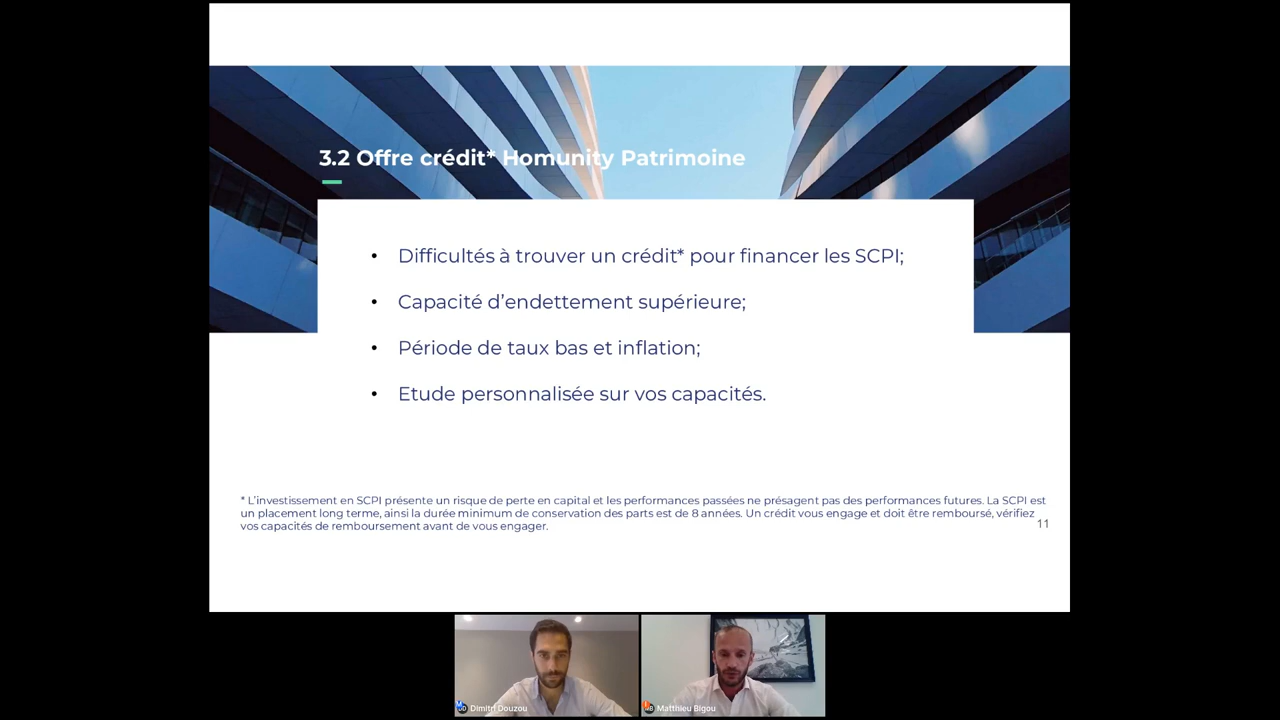 3.2 Offre crédit* Homunity Patrimoine
• Difficultés à trouver un crédit* pour financer les SCPI;
• Capacité d’endettement supérieure;
• Période de taux bas et inflation;
• Etude personnalisée sur vos capacités.
* L’investissement en SCPI présente un risque de perte en capital et les performances passées ne présagent pas des performances futures. La SCPI est
un placement long terme, ainsi la durée minimum de conservation des parts est de 8 années. Un crédit vous engage et doit être remboursé, vérifiez
vos capacités de remboursement avant de vous engager.
11
Dimitri Douzou
Matthieu Bigou